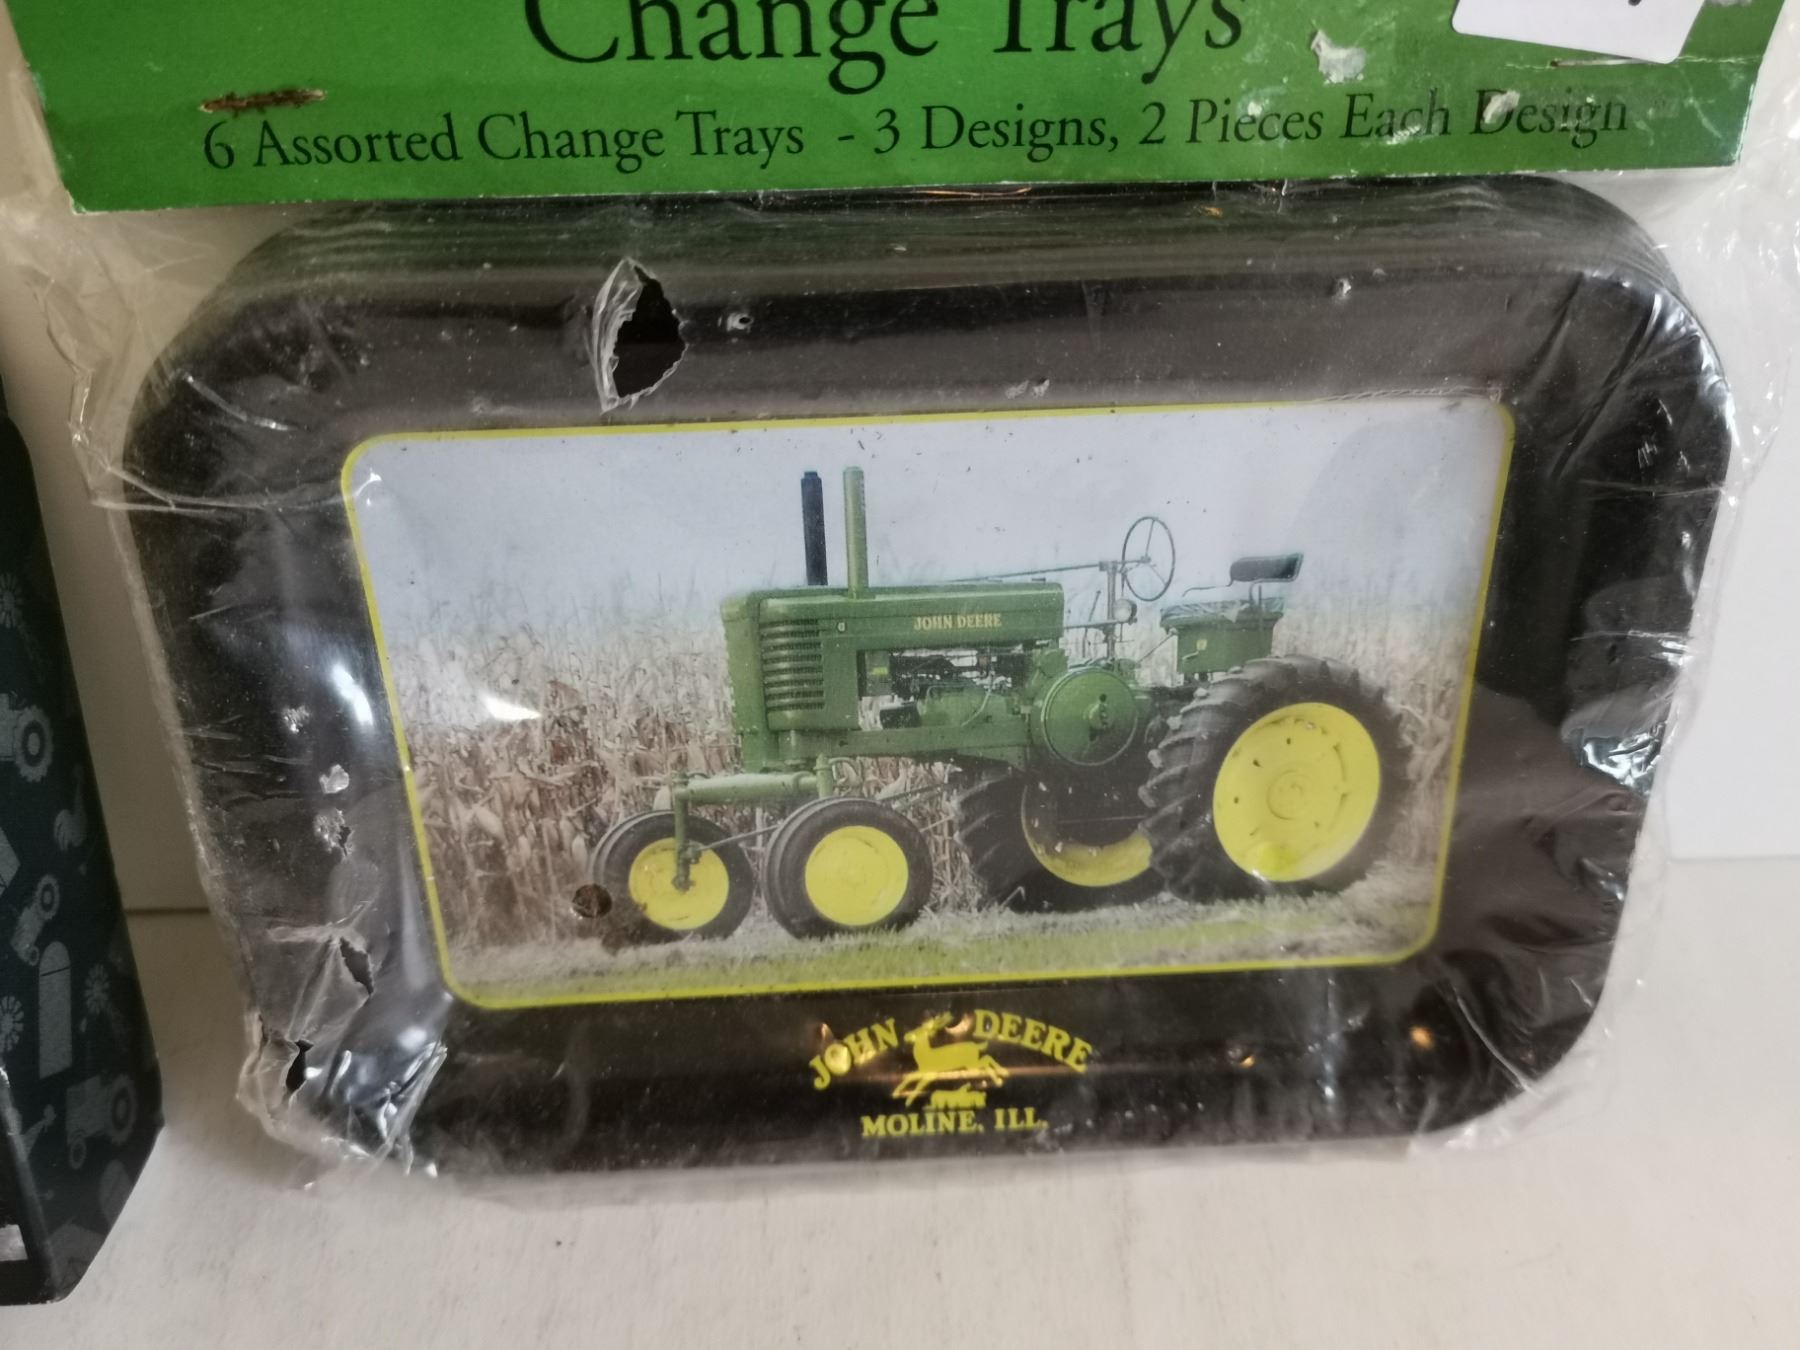 Change Trays
6 Assorted Change Trays - 3 Designs, 2 Pieces Each Design
JOHN DEERE
JOHN DEERE
MOLINE, ILL.